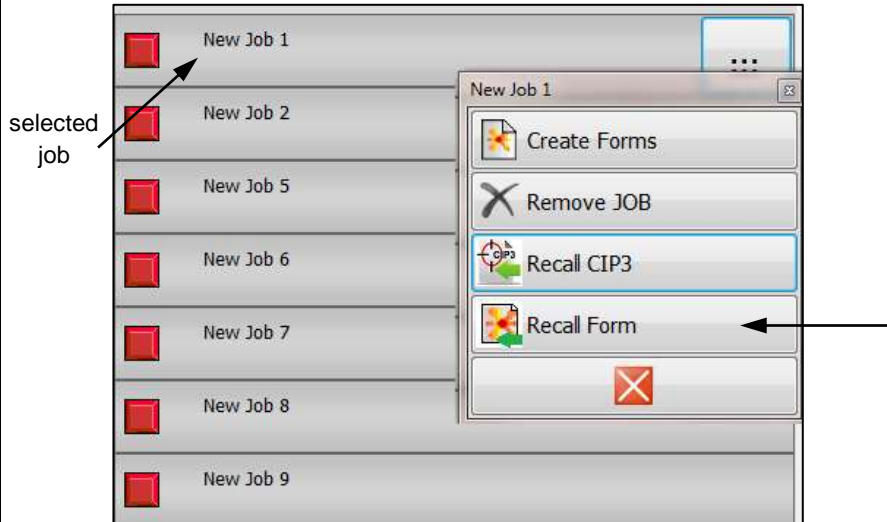 selected
job
New Job 1
...
New Job 2
New Job 5
New Job 6
New Job 7
New Job 8
New Job 9
New Job 1
Create Forms
Remove JOB
CIP3
Recall CIP3
Recall Form